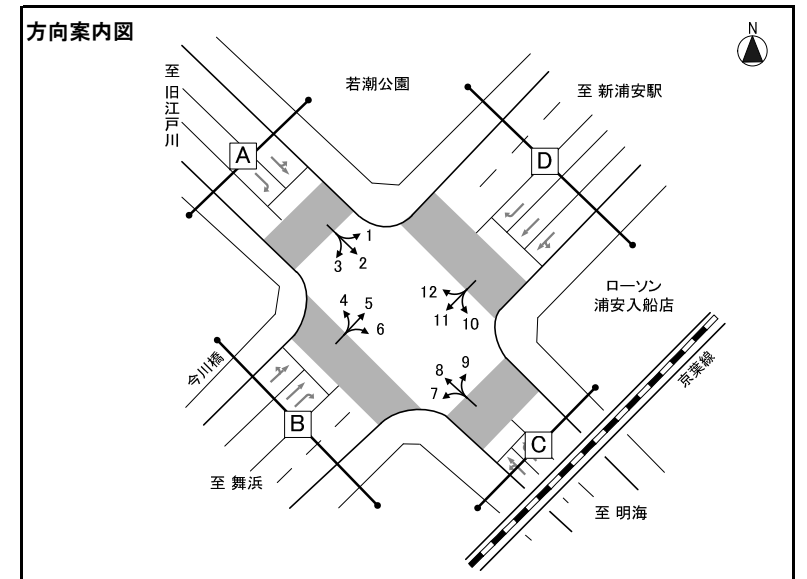 方向案内図
N
至 旧江戸川
若潮公園
至 新浦安駅
A
D
1
2
3
4
5
6
12
11
10
9
8
7
ローソン
浦安入船店
今川橋
京葉線
B
C
至 舞浜
至 明海